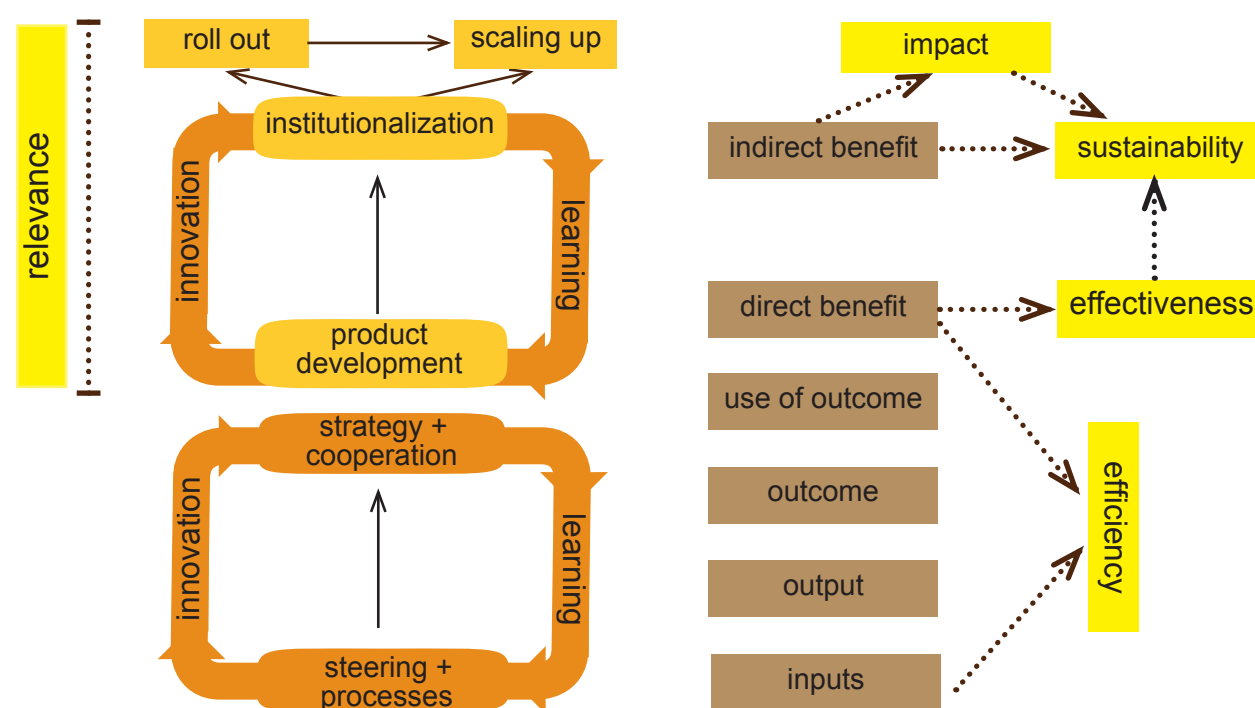 relevance
roll out
scaling up
institutionalization
innovation
learning
product
development
strategy +
cooperation
innovation
learning
steering +
processes
impact
indirect benefit
sustainability
direct benefit
effectiveness
use of outcome
outcome
efficiency
output
inputs